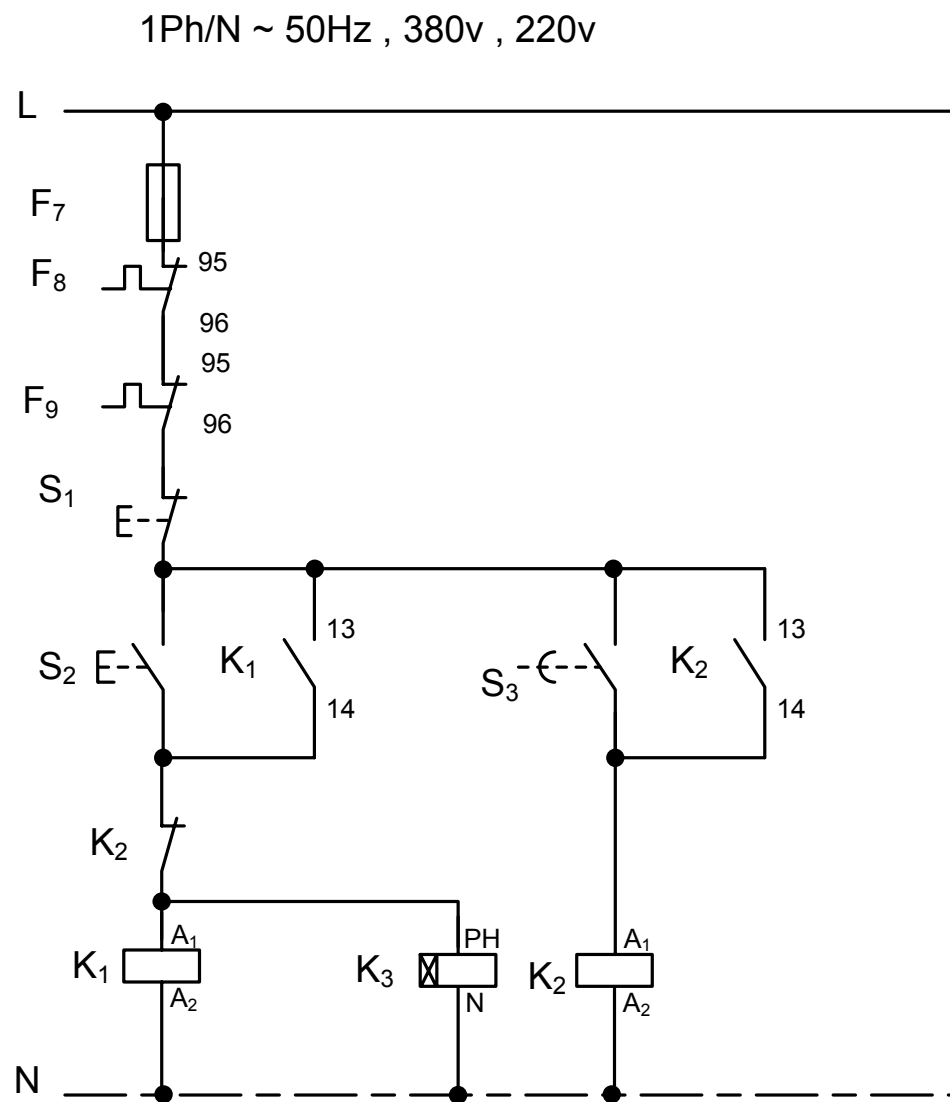 1Ph/N ~ 50Hz , 380v , 220v
L
F₇
F₈
95
96
F₉
95
96
S₁
S₂
K₁
13
14
S₃
K₂
13
14
K₂
K₁
A₁
A₂
K₃
PH
N
K₂
A₁
A₂
N